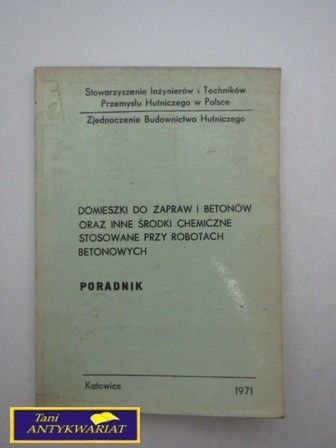 Stowarzyszenie Inżynierów i Techników
Przemysłu Hutniczego w Polsce
Zjednoczenie Budownictwa Hutniczego
DOMIESZKI DO ZAPRAW I BETONÓW
ORAZ INNE ŚRODKI CHEMICZNE
STOSOWANE PRZY ROBOTACH
BETONOWYCH
PORADNIK
Katowice 1971
Tani
ANTYKWARIAT